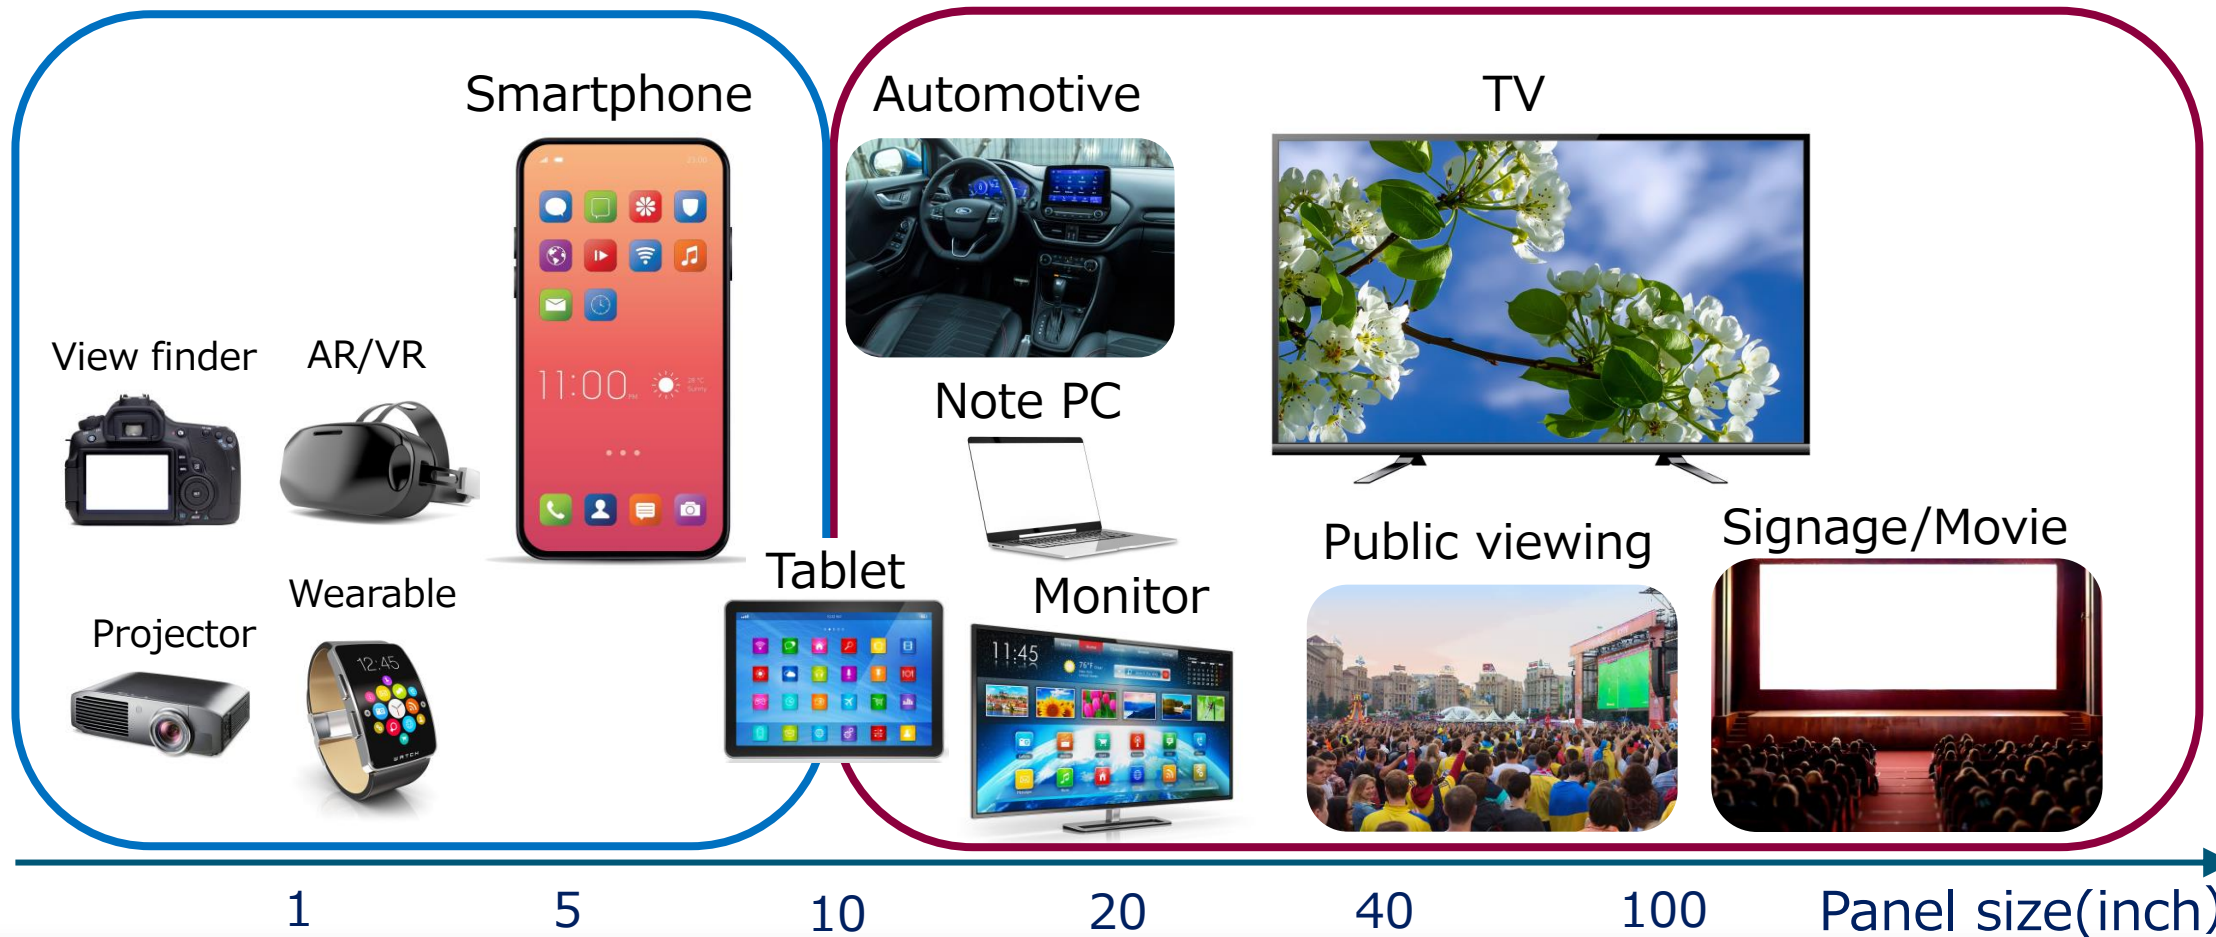 Smartphone
Automotive
TV
View finder
AR/VR
11:00
Note PC
Tablet
Public viewing
Signage/Movie
Wearable
Monitor
Projector
12:45
11:45
76°F
1
5
10
20
40
100
Panel size(inch)